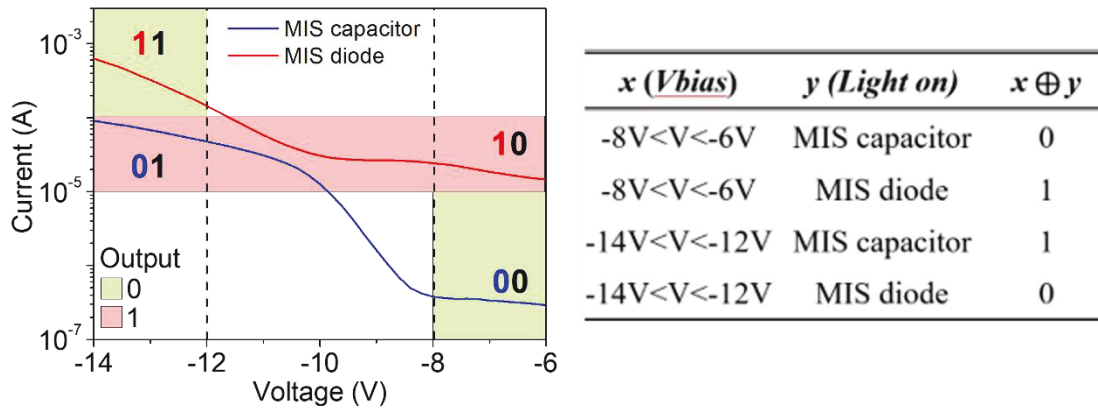 10⁻³
10⁻⁵
10⁻⁷
Current (A)
11
MIS capacitor
MIS diode
01
10
00
Output
0
1
-14 -12 -10 -8 -6
Voltage (V)
x (Vbias) y (Light on) x ⊕ y
-8V<V<-6V MIS capacitor 0
-8V<V<-6V MIS diode 1
-14V<V<-12V MIS capacitor 1
-14V<V<-12V MIS diode 0